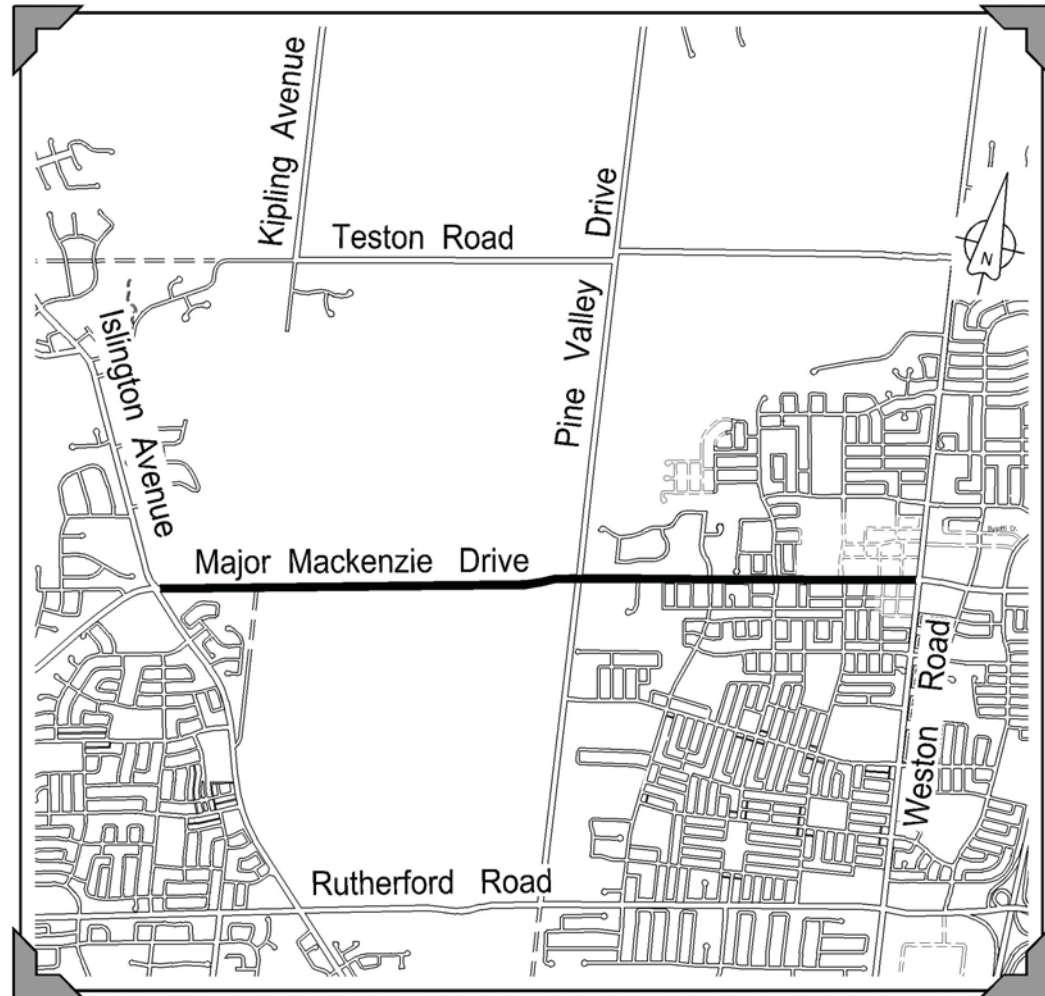 Kipling Avenue
Teston Road
Pine Valley Drive
N
Islington Avenue
Major Mackenzie Drive
Weston Road
Rutherford Road